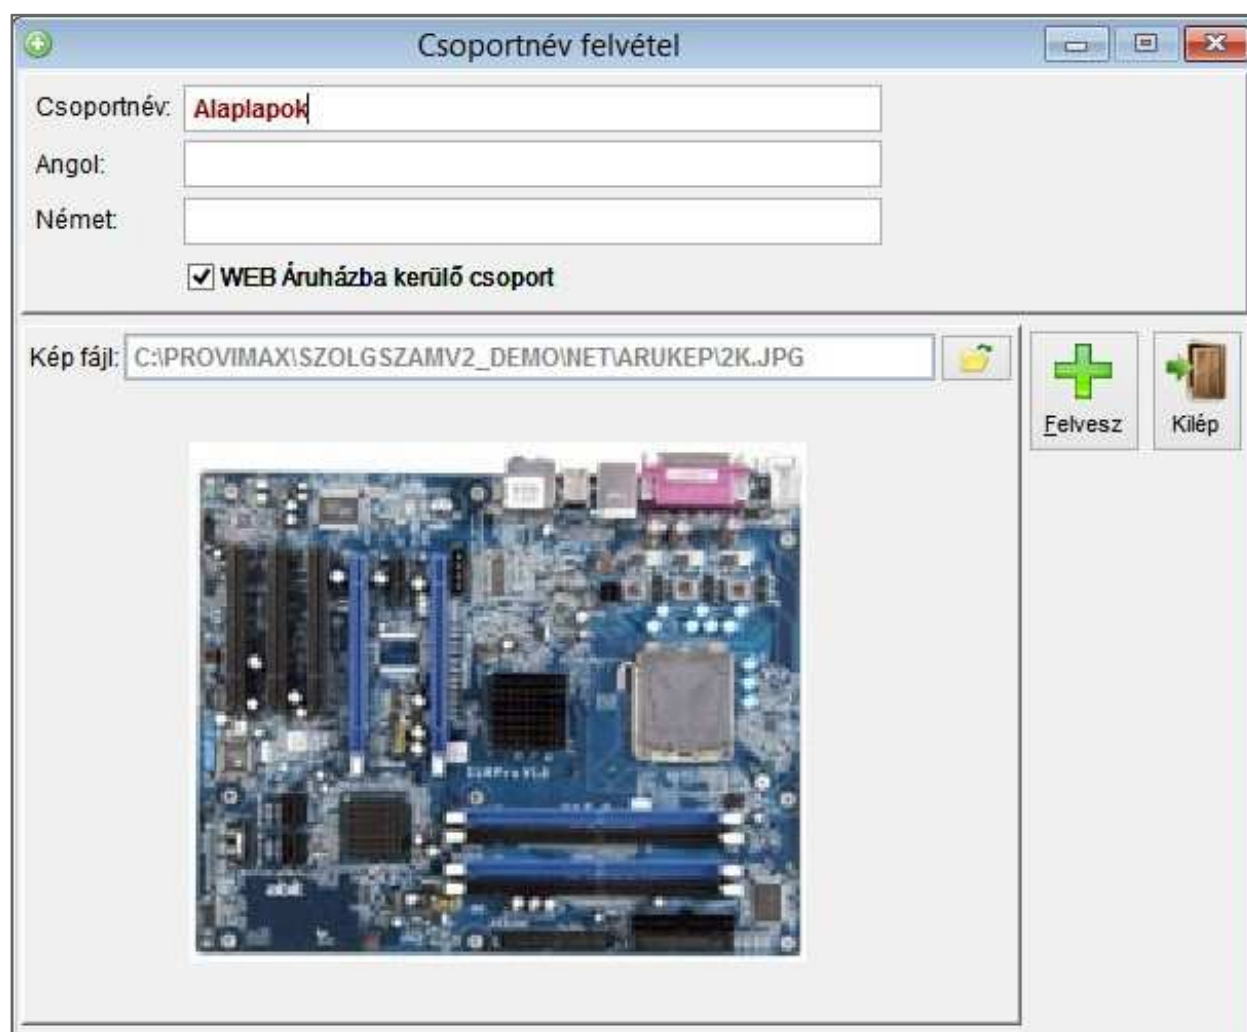 Csoportnév felvétel
Csoportnév: Alaplapok
Angol:
Német:
WEB Áruházba kerülő csoport
Kép fájl: C:\PROVIMAX\SZOLGSZAMV2_DEMO\NET\ARUKEP\2K.JPG
Felvesz Kilép